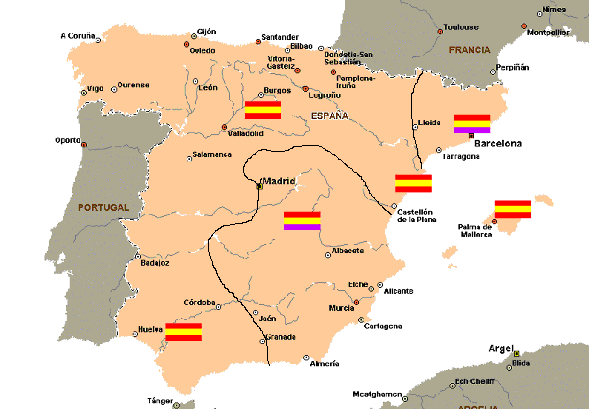 Nimes
Gijón
A Coruña
Santander
Toulouse
Montpellier
Oviedo
Bilbao
Donostia-San
Sebastián
FRANCIA
Vitoria-
Gasteiz
Perpiñán
Pamplona-
Iruña
Vigo
Ourense
León
Burgos
Logroño
ESPAÑA
Valladolid
Lleida
Oporto
Barcelona
Salamanca
Tarragona
Madrid
PORTUGAL
Castellón
de la Plana
Palma de
Mallorca
Badajoz
Albacete
Elche
Alicante
Córdoba
Murcia
Jaén
Cartagena
Huelva
Granada
Argel
Almería
Blida
Ech Cheliff
Tánger
Mostaghanem
ARGELIA